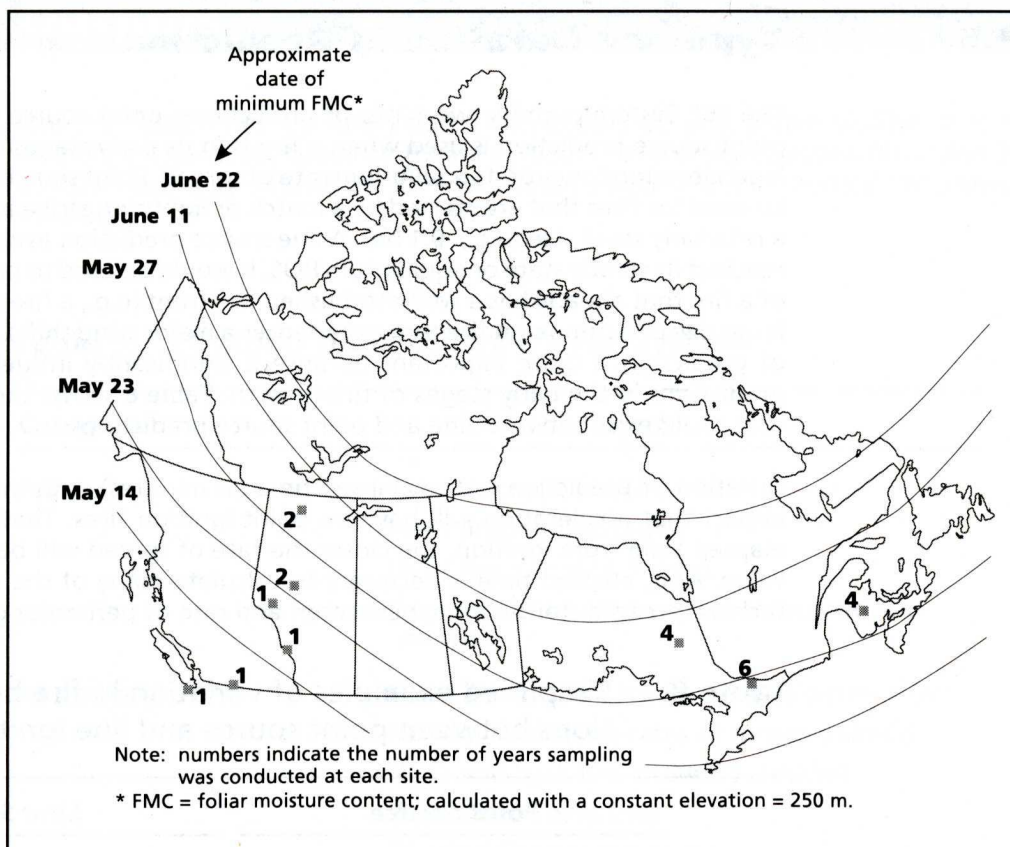 Approximate
date of
minimum FMC*
June 22
June 11
May 27
May 23
May 14
2
2
1
1
1
1
4
4
6
Note: numbers indicate the number of years sampling
was conducted at each site.
* FMC = foliar moisture content; calculated with a constant elevation = 250 m.